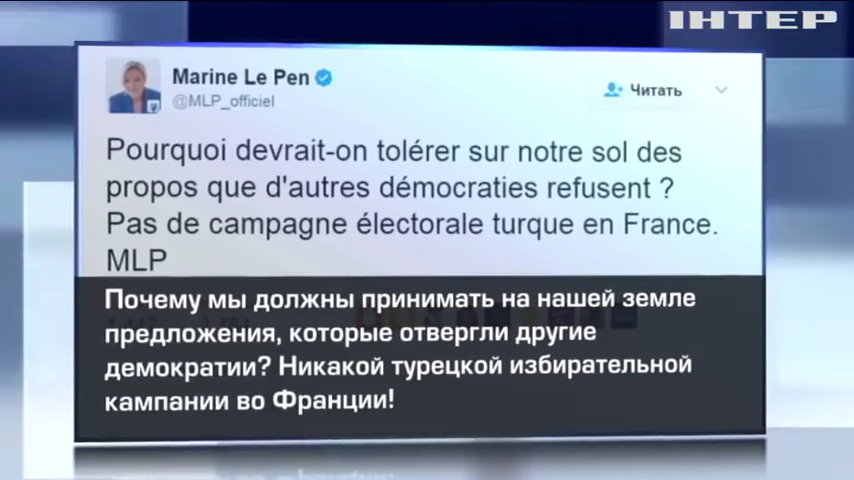 ІНТЕР
Marine Le Pen
@MLP_officiel
Читать
Pourquoi devrait-on tolérer sur notre sol des
propos que d'autres démocraties refusent ?
Pas de campagne électorale turque en France.
MLP
Почему мы должны принимать на нашей земле
предложения, которые отвергли другие
демократии? Никакой турецкой избирательной
кампании во Франции!